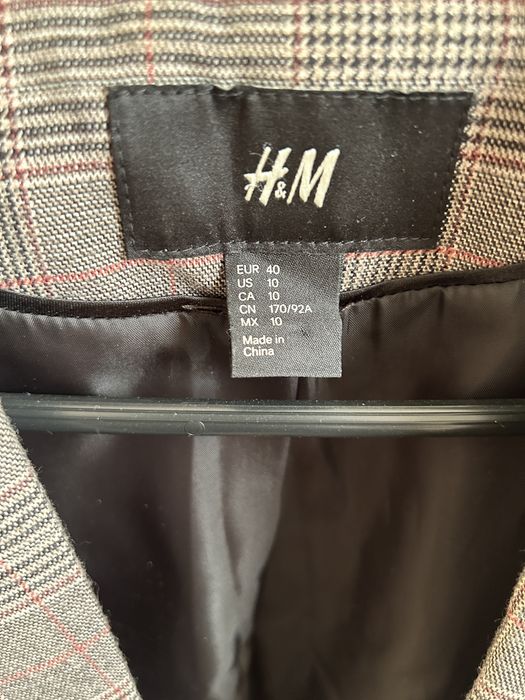 H&M
EUR 40
US 10
CA 10
CN 170/92A
MX 10
Made in
China